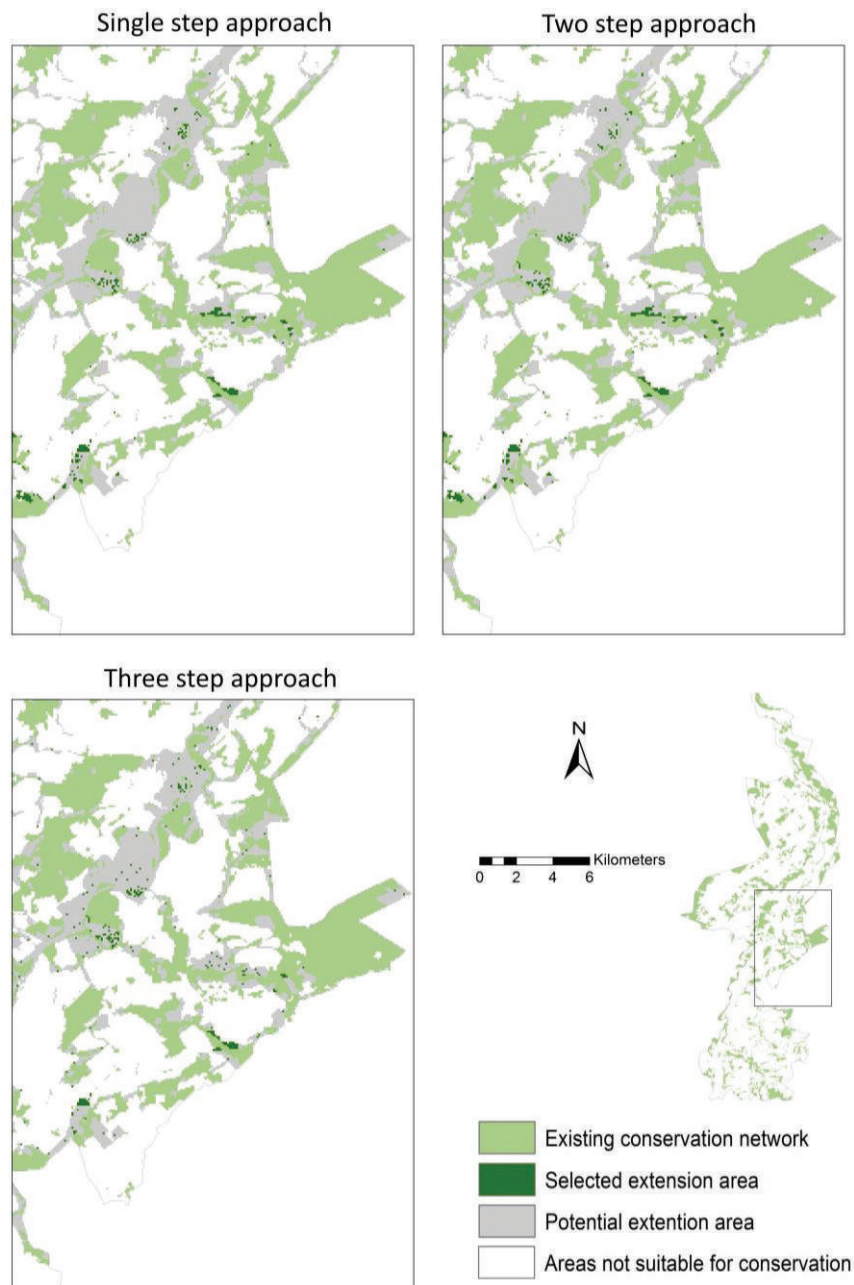 Single step approach
Two step approach
Three step approach
N
Kilometers
0 2 4 6
Existing conservation network
Selected extension area
Potential extention area
Areas not suitable for conservation